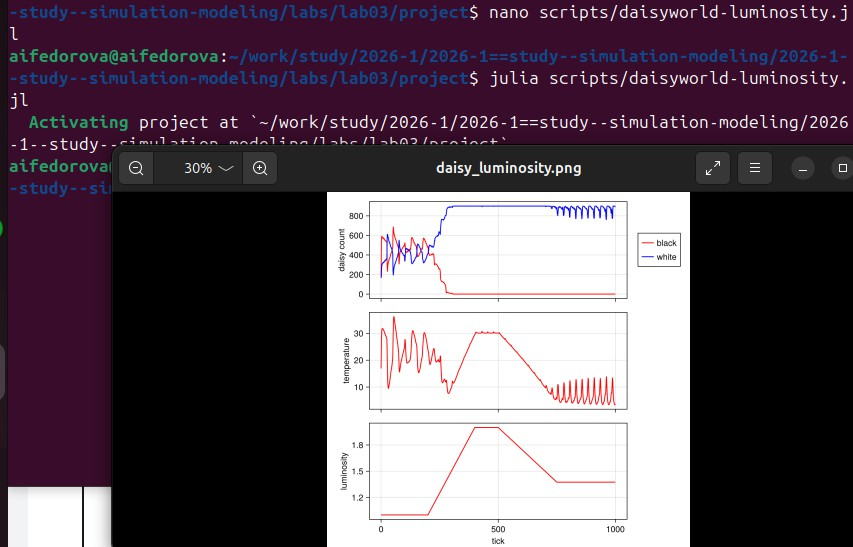 -study--simulation-modeling/labs/lab03/project$ nano scripts/daisyworld-luminosity.j
l
aifedorova@aifedorova:~/work/study/2026-1/2026-1==study--simulation-modeling/2026-1-
-study--simulation-modeling/labs/lab03/project$ julia scripts/daisyworld-luminosity.
jl
Activating project at `~/work/study/2026-1/2026-1==study--simulation-modeling/2026
-1--study--simulation-modeling/labs/lab03/project`
aifedorova
-study--si
30%
daisy_luminosity.png
800
600
400
200
0
daisy count
black
white
30
20
10
temperature
1.8
1.5
1.2
luminosity
0
500
1000
tick